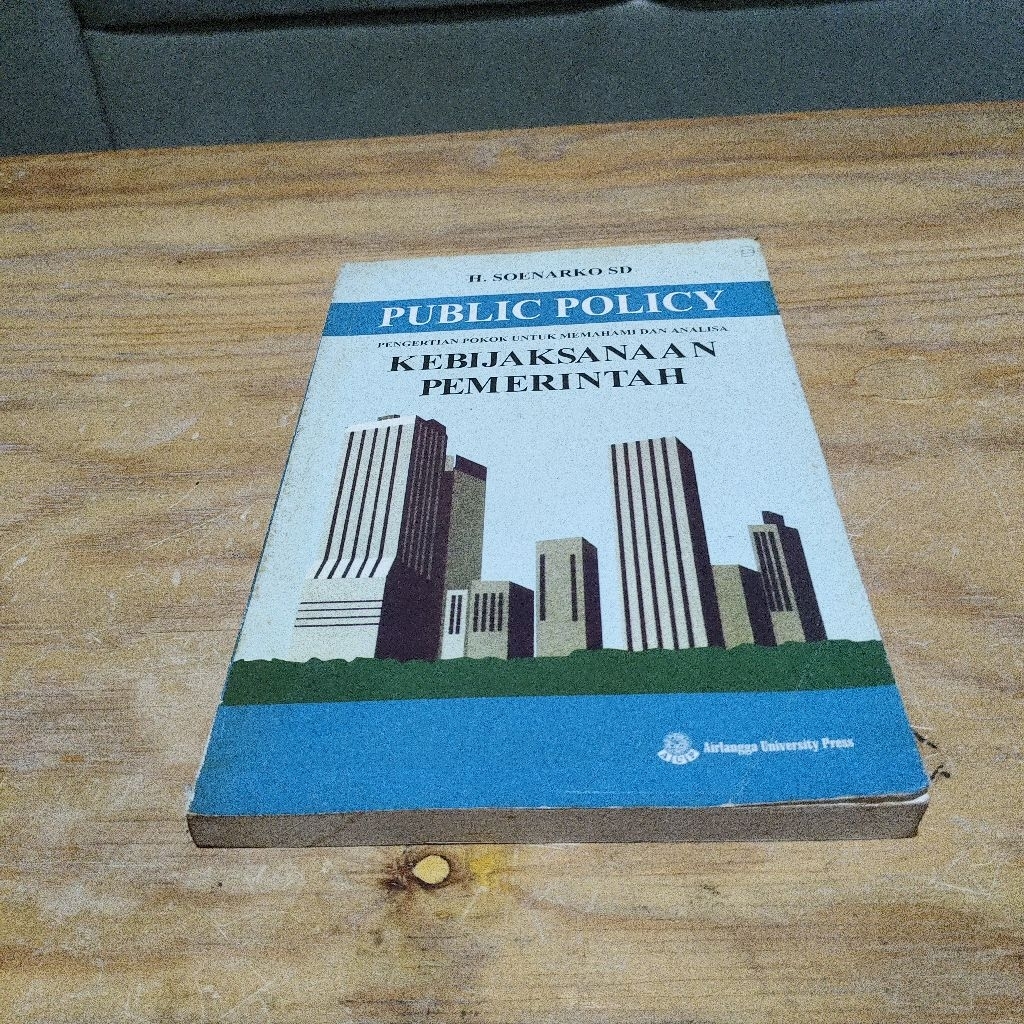 H. SOENARKO SD
PUBLIC POLICY
PENGERTIAN POKOK UNTUK MEMAHAMI DAN ANALISA
KEBIJAKSANAAN
PEMERINTAH
Airlangga University Press